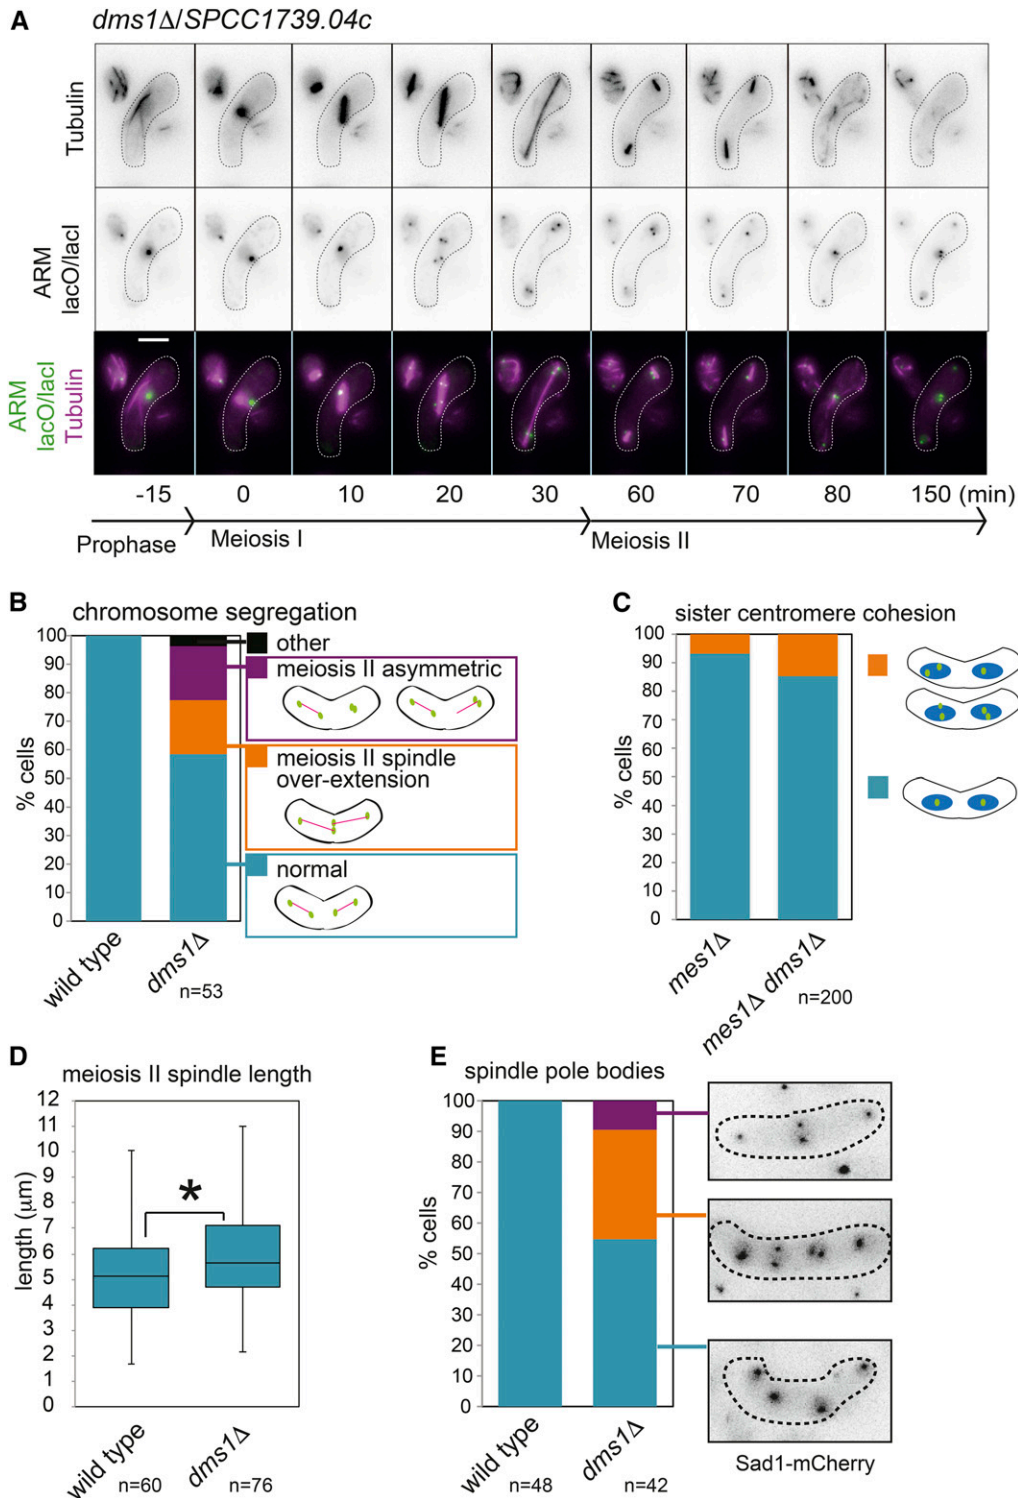 A
dms1Δ/SPCC1739.04c
Tubulin
ARM
lacO/lacI
ARM
lacO/lacI
Tubulin
-15 0 10 20 30 60 70 80 150 (min)
Prophase Meiosis I Meiosis II
B
chromosome segregation
% cells
100
90
80
70
60
50
40
30
20
10
0
other
meiosis II asymmetric
meiosis II spindle
over-extension
normal
wild type
dms1Δ
n=53
C
sister centromere cohesion
% cells
100
90
80
70
60
50
40
30
20
10
0
mes1Δ
mes1Δ dms1Δ
n=200
D
meiosis II spindle length
length (μm)
12
11
10
9
8
7
6
5
4
3
2
1
0
*
wild type
dms1Δ
n=60
n=76
E
spindle pole bodies
% cells
100
90
80
70
60
50
40
30
20
10
0
wild type
dms1Δ
n=48
n=42
Sad1-mCherry